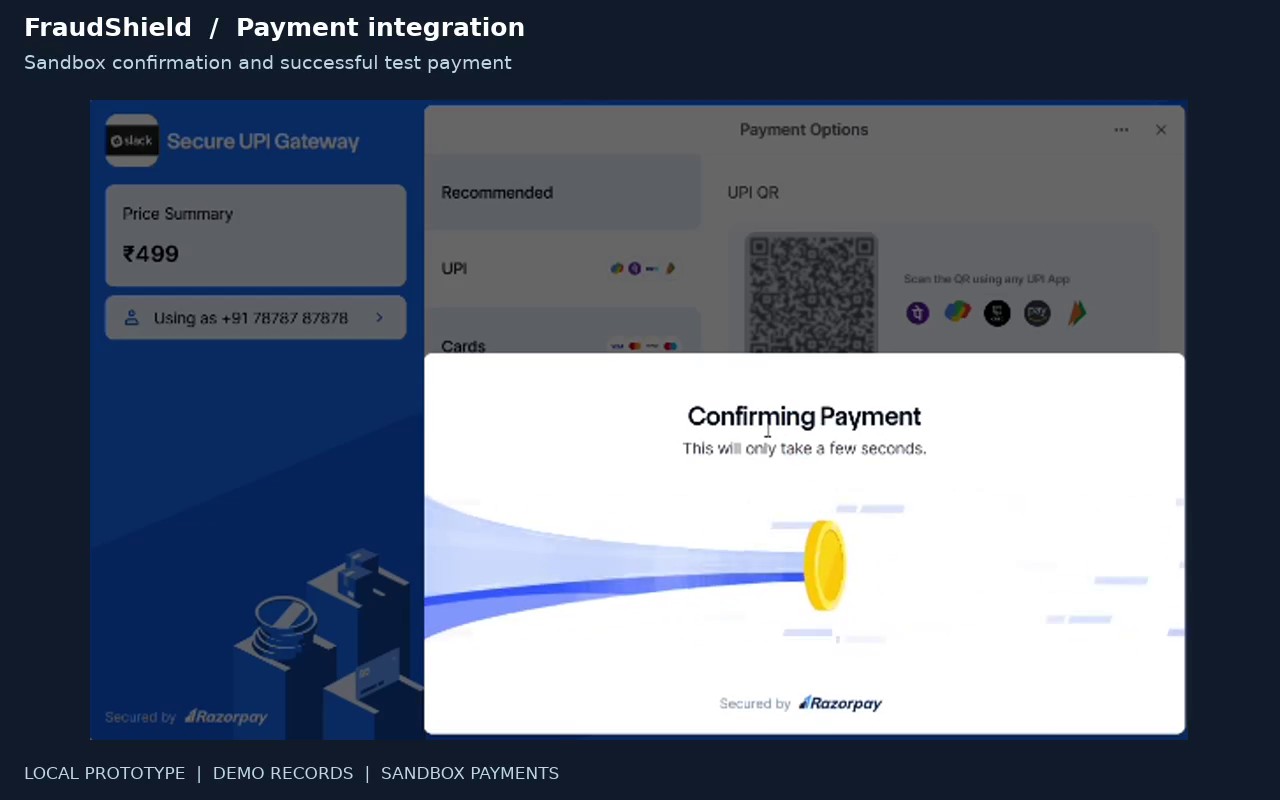 FraudShield / Payment integration
Sandbox confirmation and successful test payment
slack
Secure UPI Gateway
Price Summary
₹499
Using as +91 78787 87878
Payment Options
Recommended
UPI
Cards
VISA
UPI QR
Scan the QR using any UPI App
पे
pay
Confirming Payment
This will only take a few seconds.
Secured by Razorpay
Secured by Razorpay
LOCAL PROTOTYPE | DEMO RECORDS | SANDBOX PAYMENTS